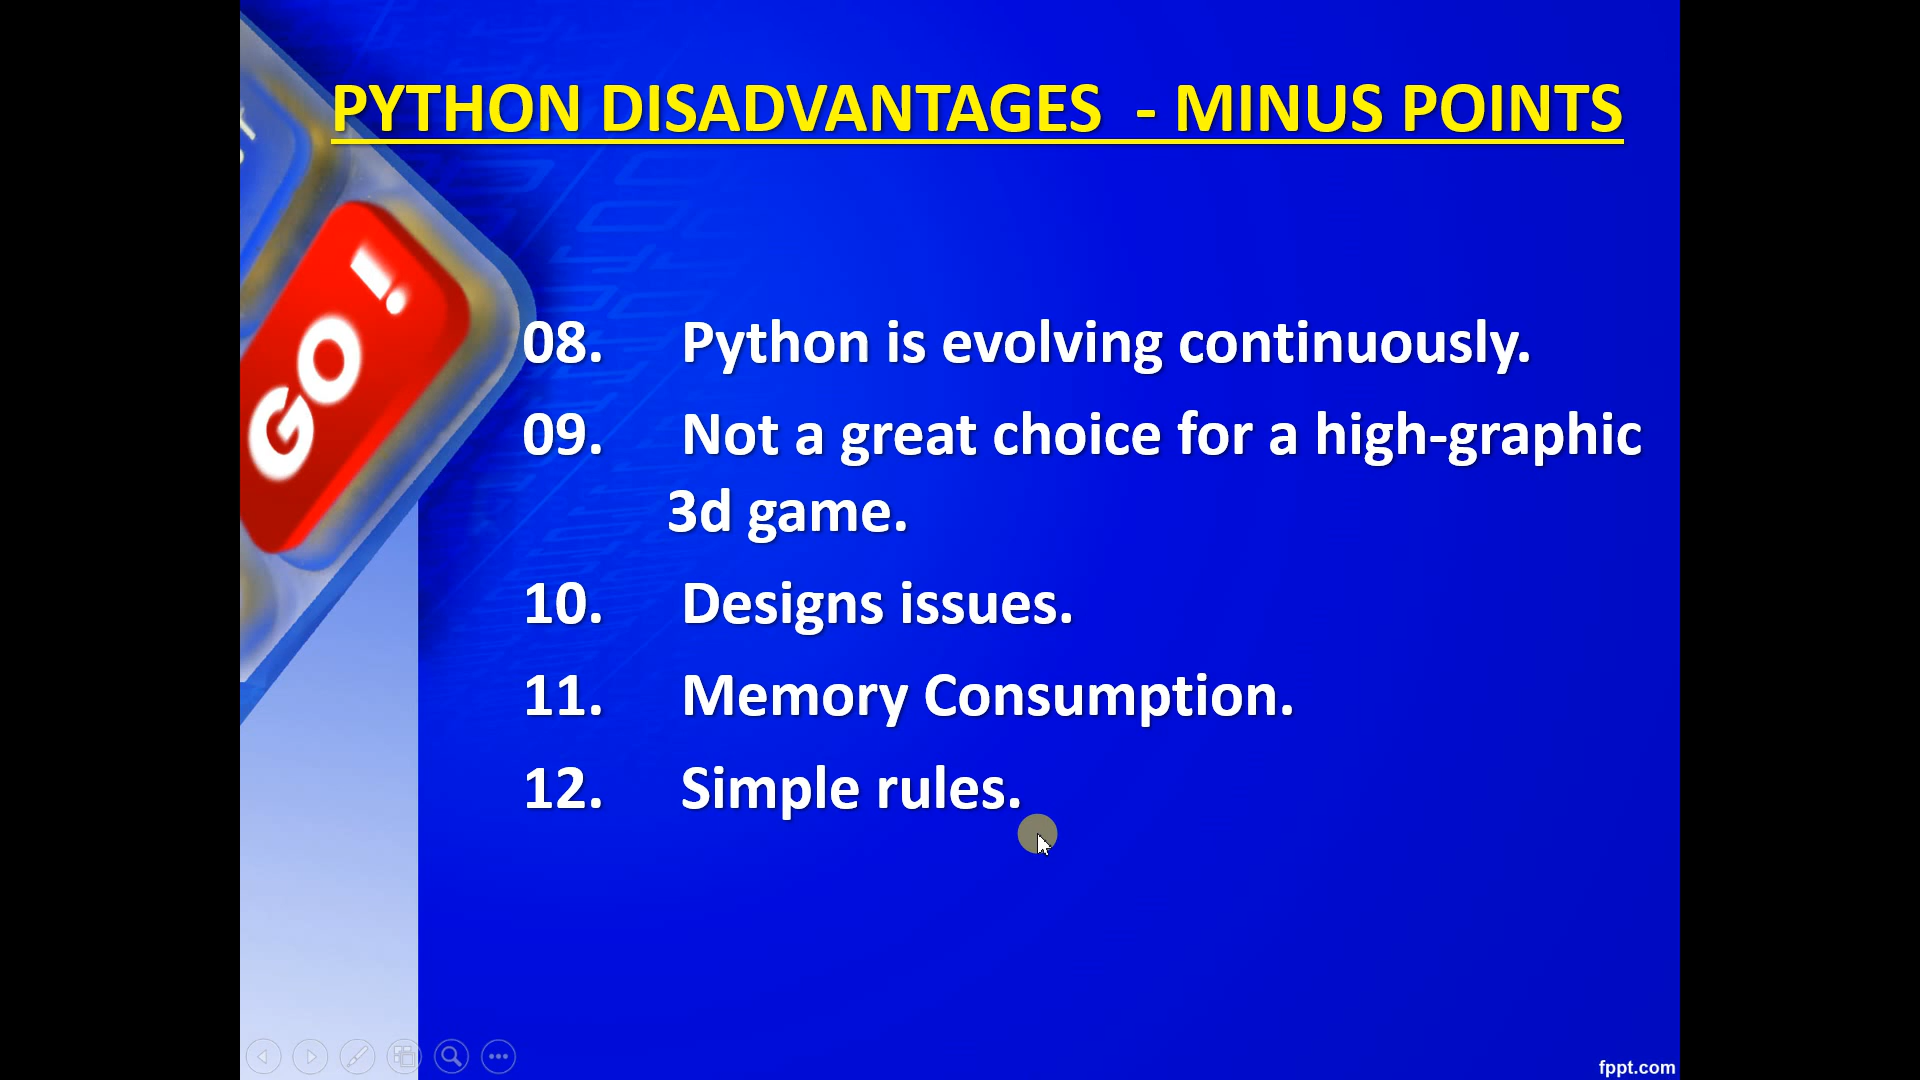 PYTHON DISADVANTAGES  - MINUS POINTS
GO !
08. Python is evolving continuously.
09. Not a great choice for a high-graphic
3d game.
10. Designs issues.
11. Memory Consumption.
12. Simple rules.
fppt.com